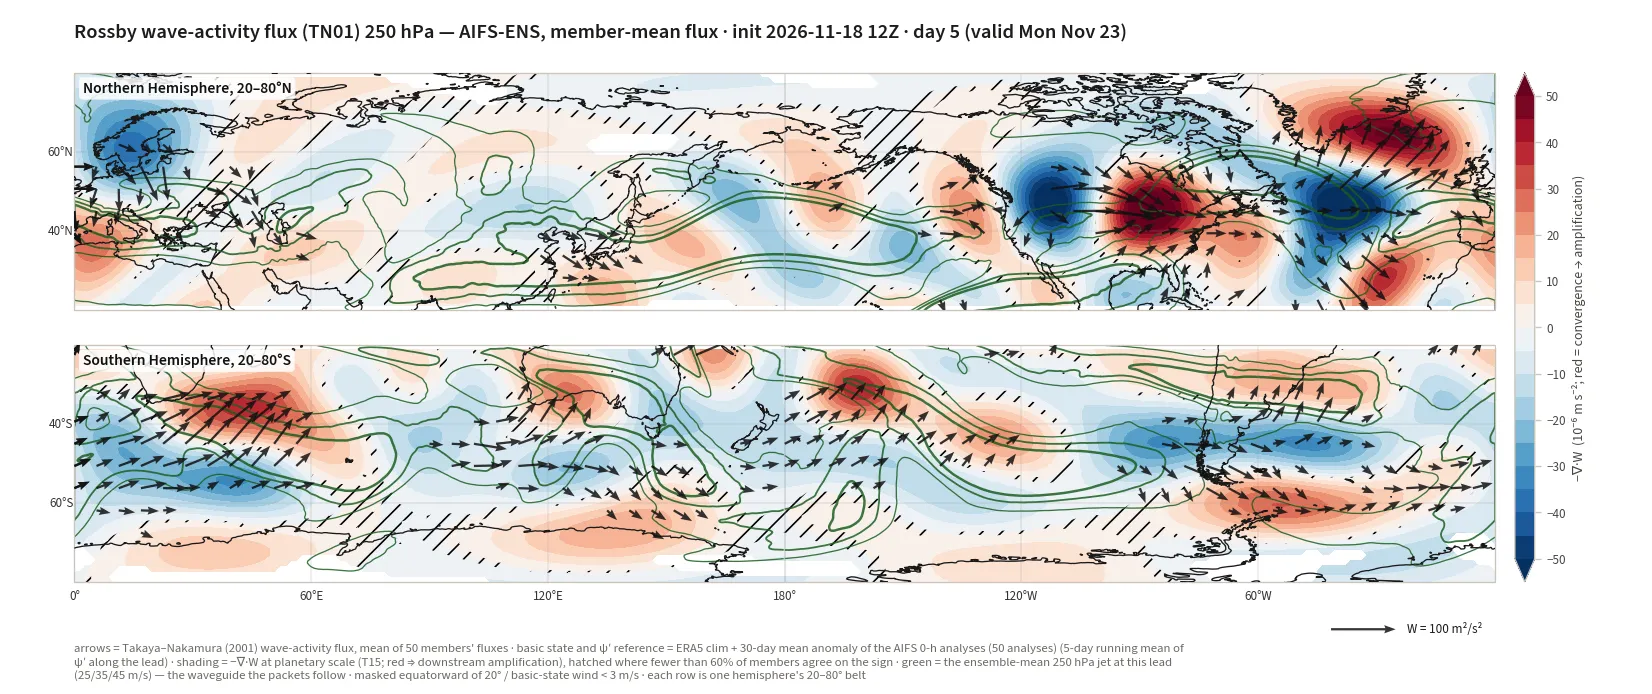 Rossby wave-activity flux (TN01) 250 hPa — AIFS-ENS, member-mean flux · init 2026-11-18 12Z · day 5 (valid Mon Nov 23)
Northern Hemisphere, 20–80°N
60°N
40°N
Southern Hemisphere, 20–80°S
40°S
60°S
0°
60°E
120°E
180°
120°W
60°W
50
40
30
20
10
0
−10
−20
−30
−40
−50
−∇·W (10⁻⁶ m s⁻²; red = convergence → amplification)
W = 100 m²/s²
arrows = Takaya–Nakamura (2001) wave-activity flux, mean of 50 members' fluxes · basic state and ψ' reference = ERA5 clim + 30-day mean anomaly of the AIFS 0-h analyses (50 analyses) (5-day running mean of
ψ' along the lead) · shading = −∇·W at planetary scale (T15; red ⇒ downstream amplification), hatched where fewer than 60% of members agree on the sign · green = the ensemble-mean 250 hPa jet at this lead
(25/35/45 m/s) — the waveguide the packets follow · masked equatorward of 20° / basic-state wind < 3 m/s · each row is one hemisphere's 20–80° belt